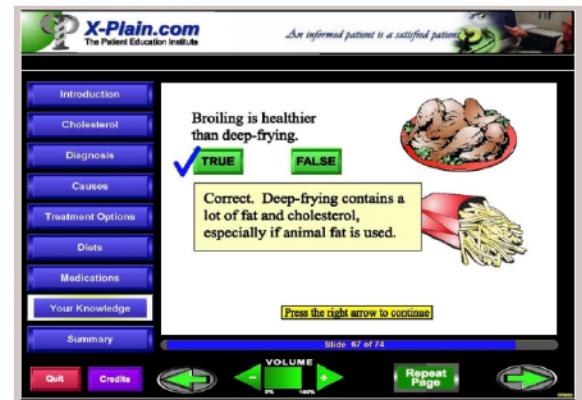 X-Plain.com
The Patient Education Institute
An informed patient is a satisfied patient
Introduction
Cholesterol
Diagnosis
Causes
Treatment Options
Diets
Medications
Your Knowledge
Summary
Broiling is healthier
than deep-frying.
TRUE
FALSE
Correct. Deep-frying contains a
lot of fat and cholesterol,
especially if animal fat is used.
Press the right arrow to continue
Slide 67 of 74
Quit
Credits
VOLUME
- +
0% 100%
Repeat
Page